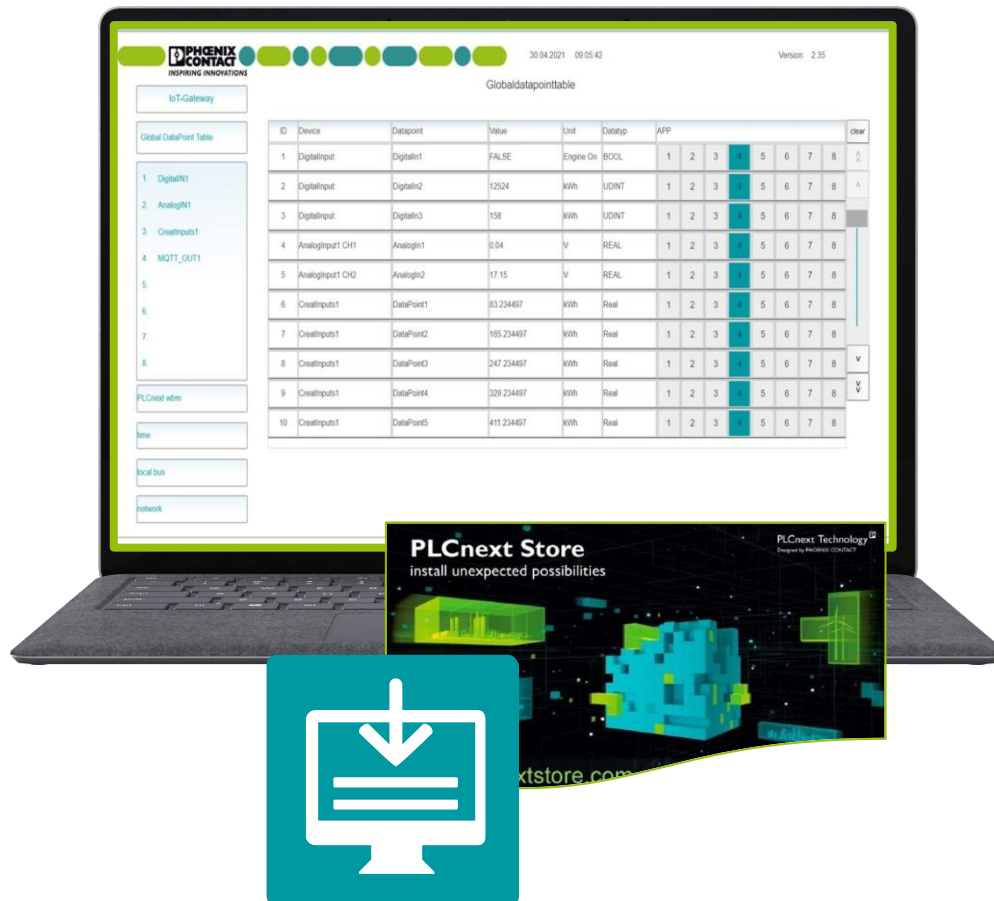 PHŒNIX
CONTACT
INSPIRING INNOVATIONS
30.04.2021 09:05:42
Version: 2.35
Globaldatapointtable
IoT-Gateway
Global DataPoint Table
1. DigitalIN1
2. AnalogIN1
3. CreatInputs1
4. MQTT_OUT1
5.
6.
7.
8.
PLCnext wbm
time
local bus
network
ID Device Datapoint Value Unit Datatyp APP clear
1 DigitalInput DigitalIn1 FALSE Engine On BOOL 1 2 3 4 5 6 7 8
2 DigitalInput DigitalIn2 12524 kWh UDINT 1 2 3 4 5 6 7 8
3 DigitalInput DigitalIn3 158 kWh UDINT 1 2 3 4 5 6 7 8
4 AnalogInput1 CH1 AnalogIn1 0.04 V REAL 1 2 3 4 5 6 7 8
5 AnalogInput1 CH2 AnalogIn2 17.15 V REAL 1 2 3 4 5 6 7 8
6 CreatInputs1 DataPoint1 83.234497 kWh Real 1 2 3 4 5 6 7 8
7 CreatInputs1 DataPoint2 165.234497 kWh Real 1 2 3 4 5 6 7 8
8 CreatInputs1 DataPoint3 247.234497 kWh Real 1 2 3 4 5 6 7 8
9 CreatInputs1 DataPoint4 329.234497 kWh Real 1 2 3 4 5 6 7 8
10 CreatInputs1 DataPoint5 411.234497 kWh Real 1 2 3 4 5 6 7 8
PLCnext Store
install unexpected possibilities
PLCnext Technology
Designed by PHOENIX CONTACT
xtstore.com